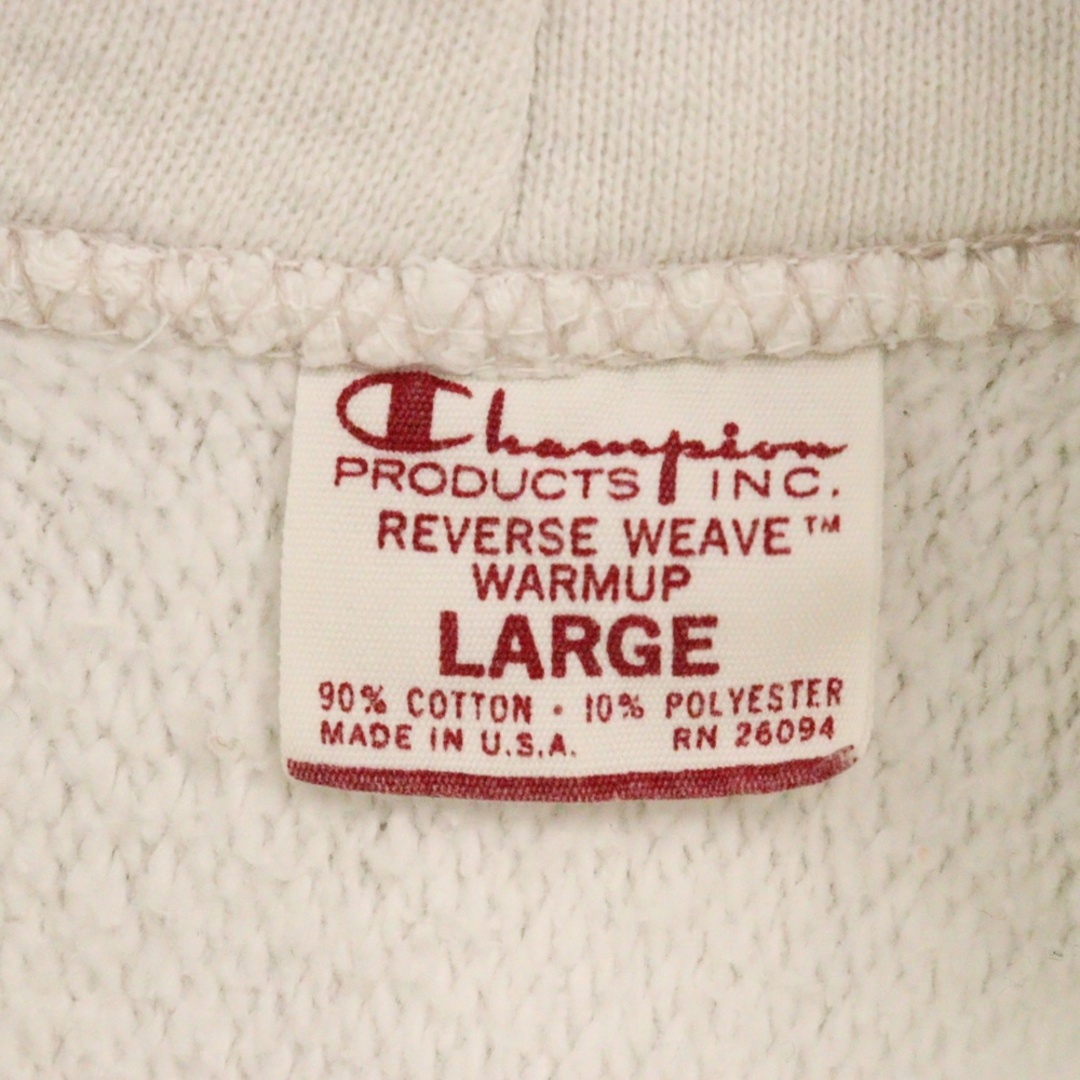 Champion
PRODUCTS INC.
REVERSE WEAVE™
WARMUP
LARGE
90% COTTON • 10% POLYESTER
MADE IN U.S.A. RN 26094